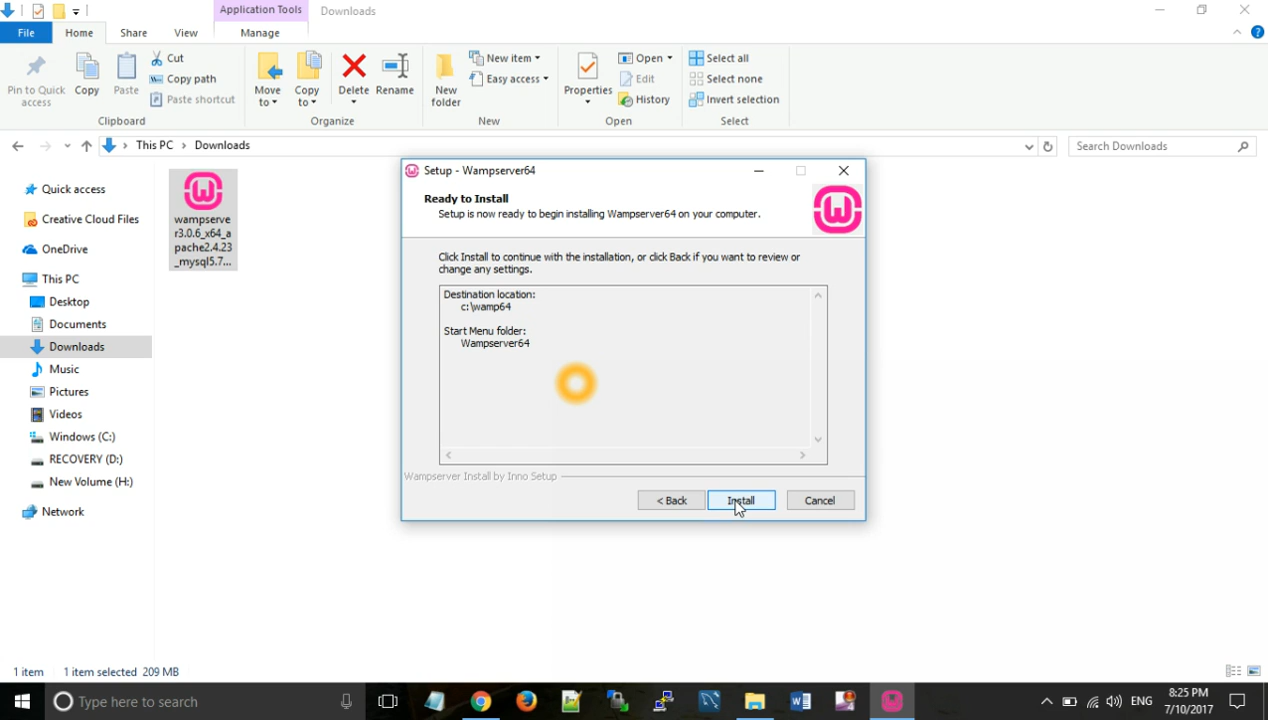 Application Tools
Downloads
File
Home
Share
View
Manage
Pin to Quick
access
Copy
Paste
Cut
Copy path
Paste shortcut
Clipboard
Move
to
Copy
to
Delete
Rename
Organize
New
folder
New item
Easy access
New
Properties
Open
Edit
History
Open
Select all
Select none
Invert selection
Select
This PC
Downloads
Search Downloads
Quick access
Creative Cloud Files
OneDrive
This PC
Desktop
Documents
Downloads
Music
Pictures
Videos
Windows (C:)
RECOVERY (D:)
New Volume (H:)
Network
wampserve
r3.0.6_x64_a
pache2.4.23
_mysql5.7...
Setup - Wampserver64
Ready to Install
Setup is now ready to begin installing Wampserver64 on your computer.
Click Install to continue with the installation, or click Back if you want to review or
change any settings.
Destination location:
c:\wamp64
Start Menu folder:
Wampserver64
Wampserver Install by Inno Setup
< Back
Install
Cancel
1 item
1 item selected 209 MB
Type here to search
ENG
8:25 PM
7/10/2017